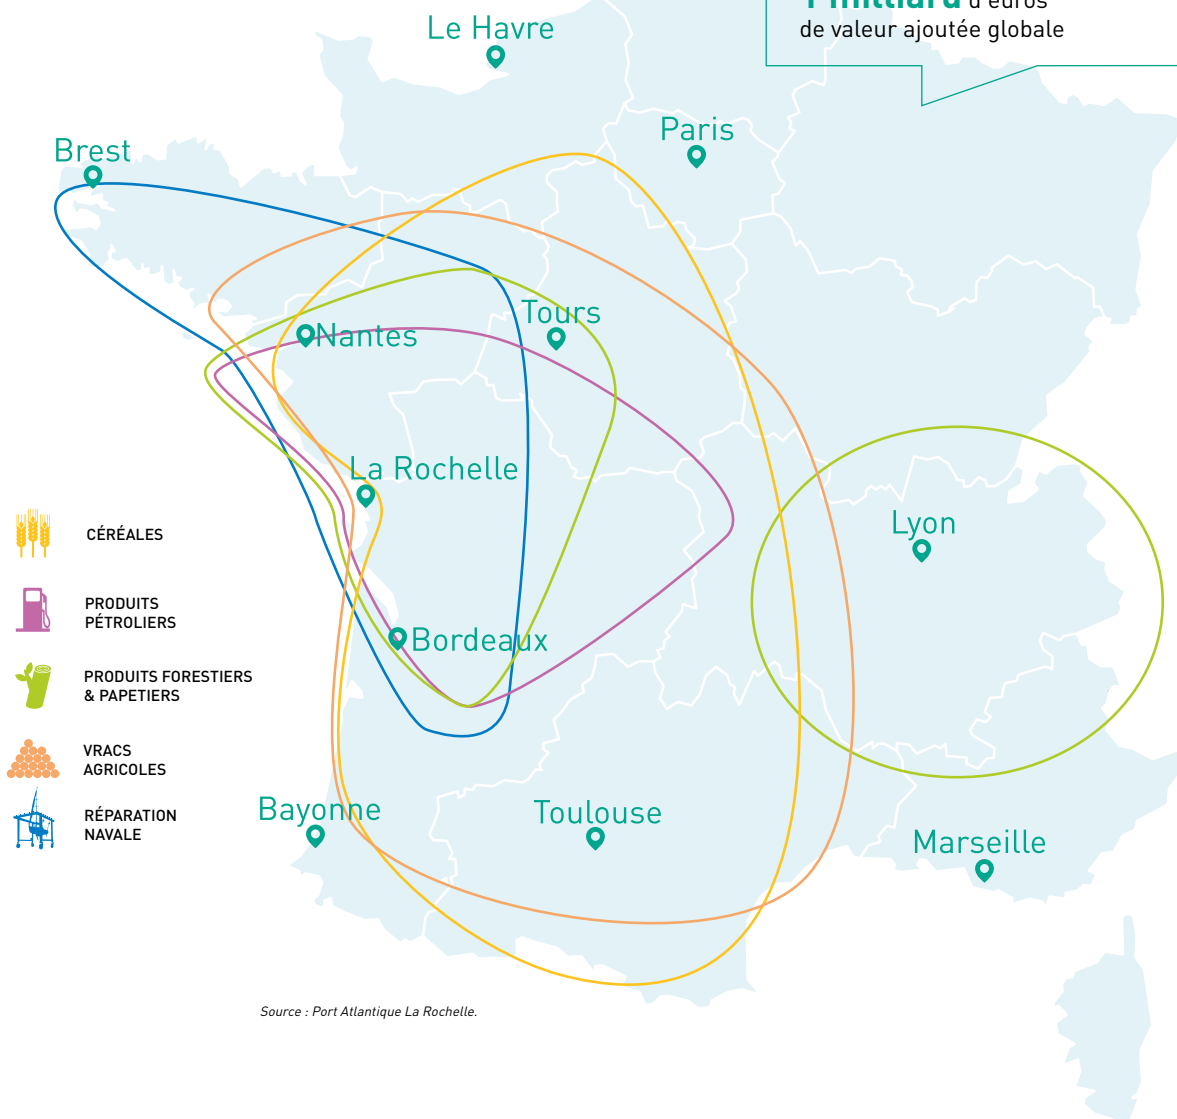 d'euros
de valeur ajoutée globale
Le Havre
Paris
Brest
Tours
Nantes
La Rochelle
Lyon
Bordeaux
Bayonne
Toulouse
Marseille
CÉRÉALES
PRODUITS
PÉTROLIERS
PRODUITS FORESTIERS
& PAPETIERS
VRACS
AGRICOLES
RÉPARATION
NAVALE
Source : Port Atlantique La Rochelle.